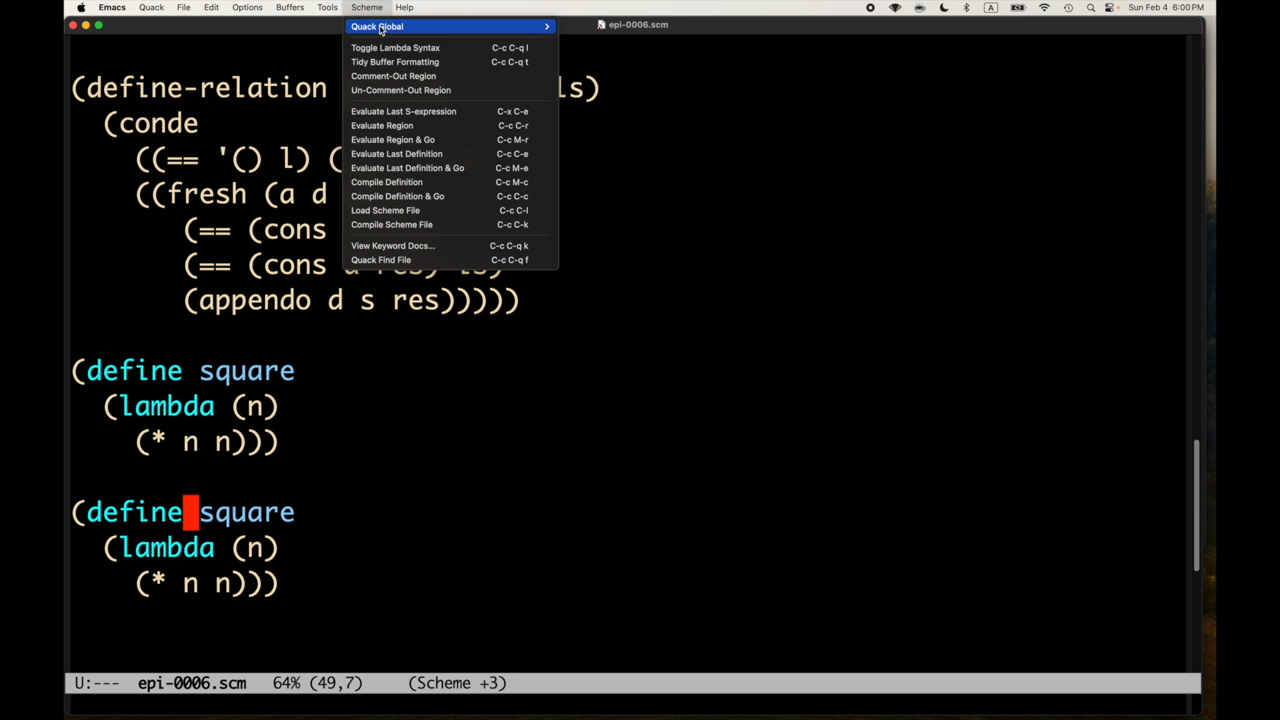 Emacs Quack File Edit Options Buffers Tools Scheme Help A Sun Feb 4 6:00 PM
epi-0006.scm
Quack Global
Toggle Lambda Syntax C-c C-q l
Tidy Buffer Formatting C-c C-q t
Comment-Out Region
Un-Comment-Out Region
Evaluate Last S-expression C-x C-e
Evaluate Region C-c C-r
Evaluate Region & Go C-c M-r
Evaluate Last Definition C-c C-e
Evaluate Last Definition & Go C-c M-e
Compile Definition C-c M-c
Compile Definition & Go C-c C-c
Load Scheme File C-c C-l
Compile Scheme File C-c C-k
View Keyword Docs... C-c C-q k
Quack Find File C-c C-q f
(define-relation ls)
(conde
((== '() l) (
((fresh (a d
(== (cons
(== (cons a res) ls)
(appendo d s res)))))
(define square
(lambda (n)
(* n n)))
(define square
(lambda (n)
(* n n)))
U:--- epi-0006.scm 64% (49,7) (Scheme +3)